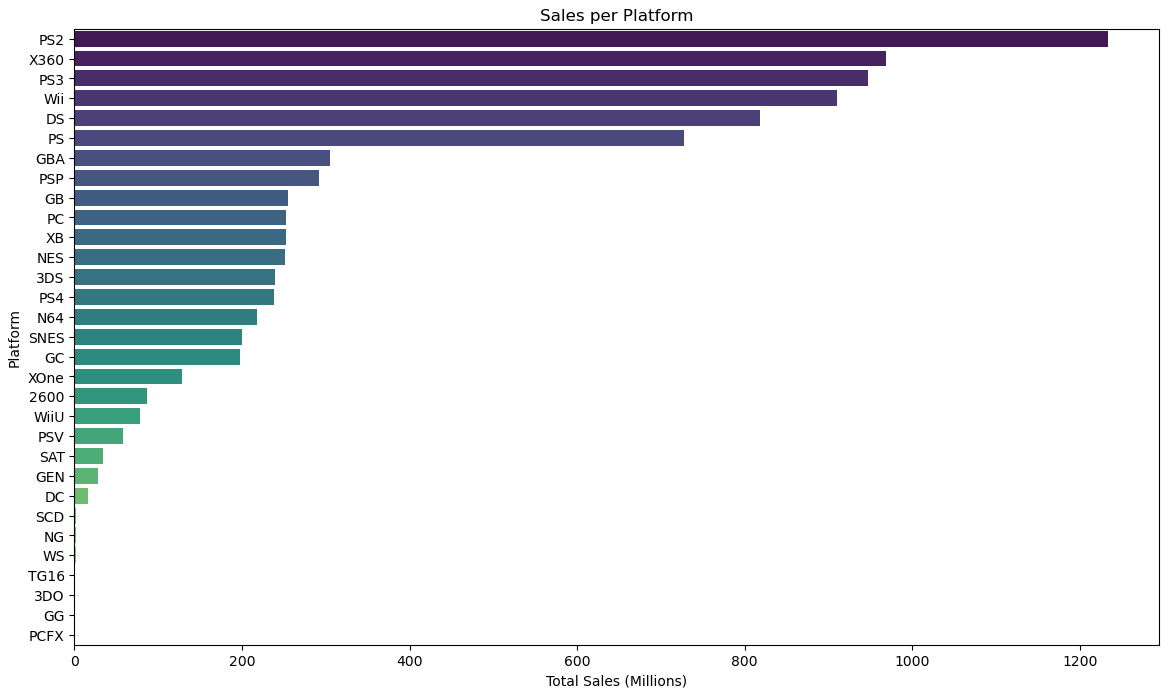 Sales per Platform
PS2
X360
PS3
Wii
DS
PS
GBA
PSP
GB
PC
XB
NES
3DS
PS4
N64
SNES
GC
XOne
2600
WiiU
PSV
SAT
GEN
DC
SCD
NG
WS
TG16
3DO
GG
PCFX
Platform
0 200 400 600 800 1000 1200
Total Sales (Millions)